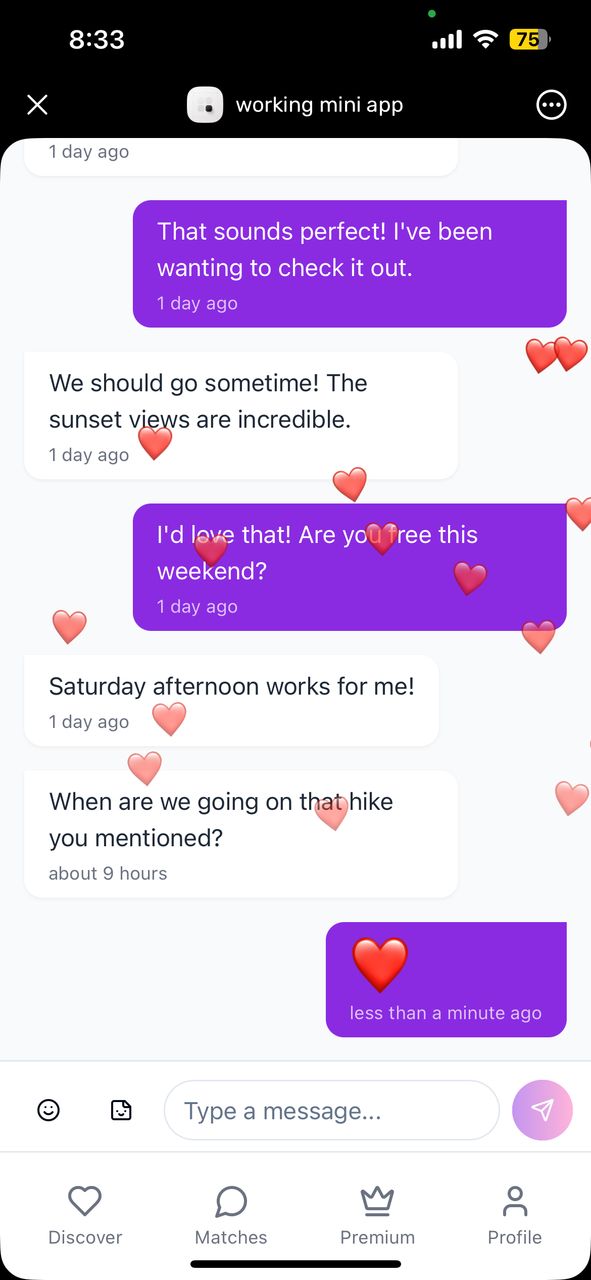 8:33
75
working mini app
1 day ago
That sounds perfect! I've been
wanting to check it out.
1 day ago
We should go sometime! The
sunset views are incredible.
1 day ago
I'd love that! Are you free this
weekend?
1 day ago
Saturday afternoon works for me!
1 day ago
When are we going on that hike
you mentioned?
about 9 hours
less than a minute ago
Type a message...
Discover
Matches
Premium
Profile